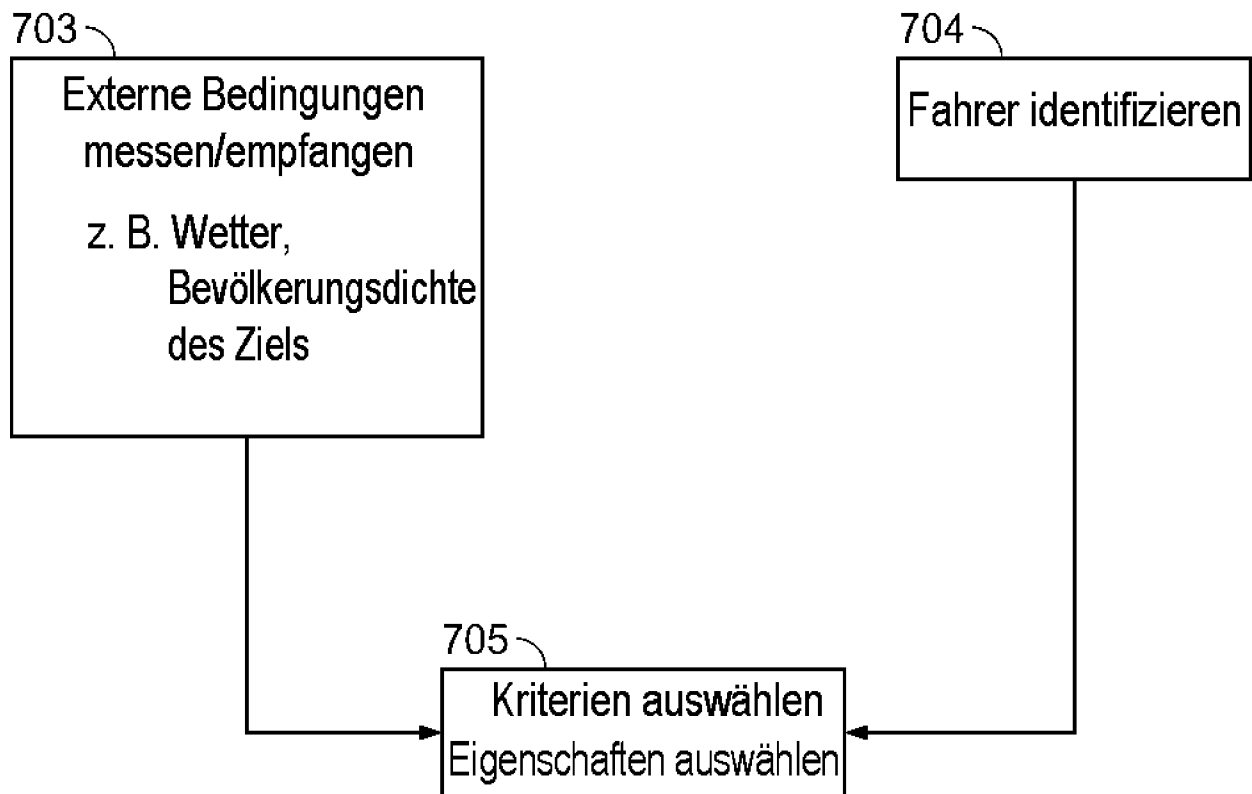 703
Externe Bedingungen
messen/empfangen
z. B. Wetter,
Bevölkerungsdichte
des Ziels
704
Fahrer identifizieren
705
Kriterien auswählen
Eigenschaften auswählen